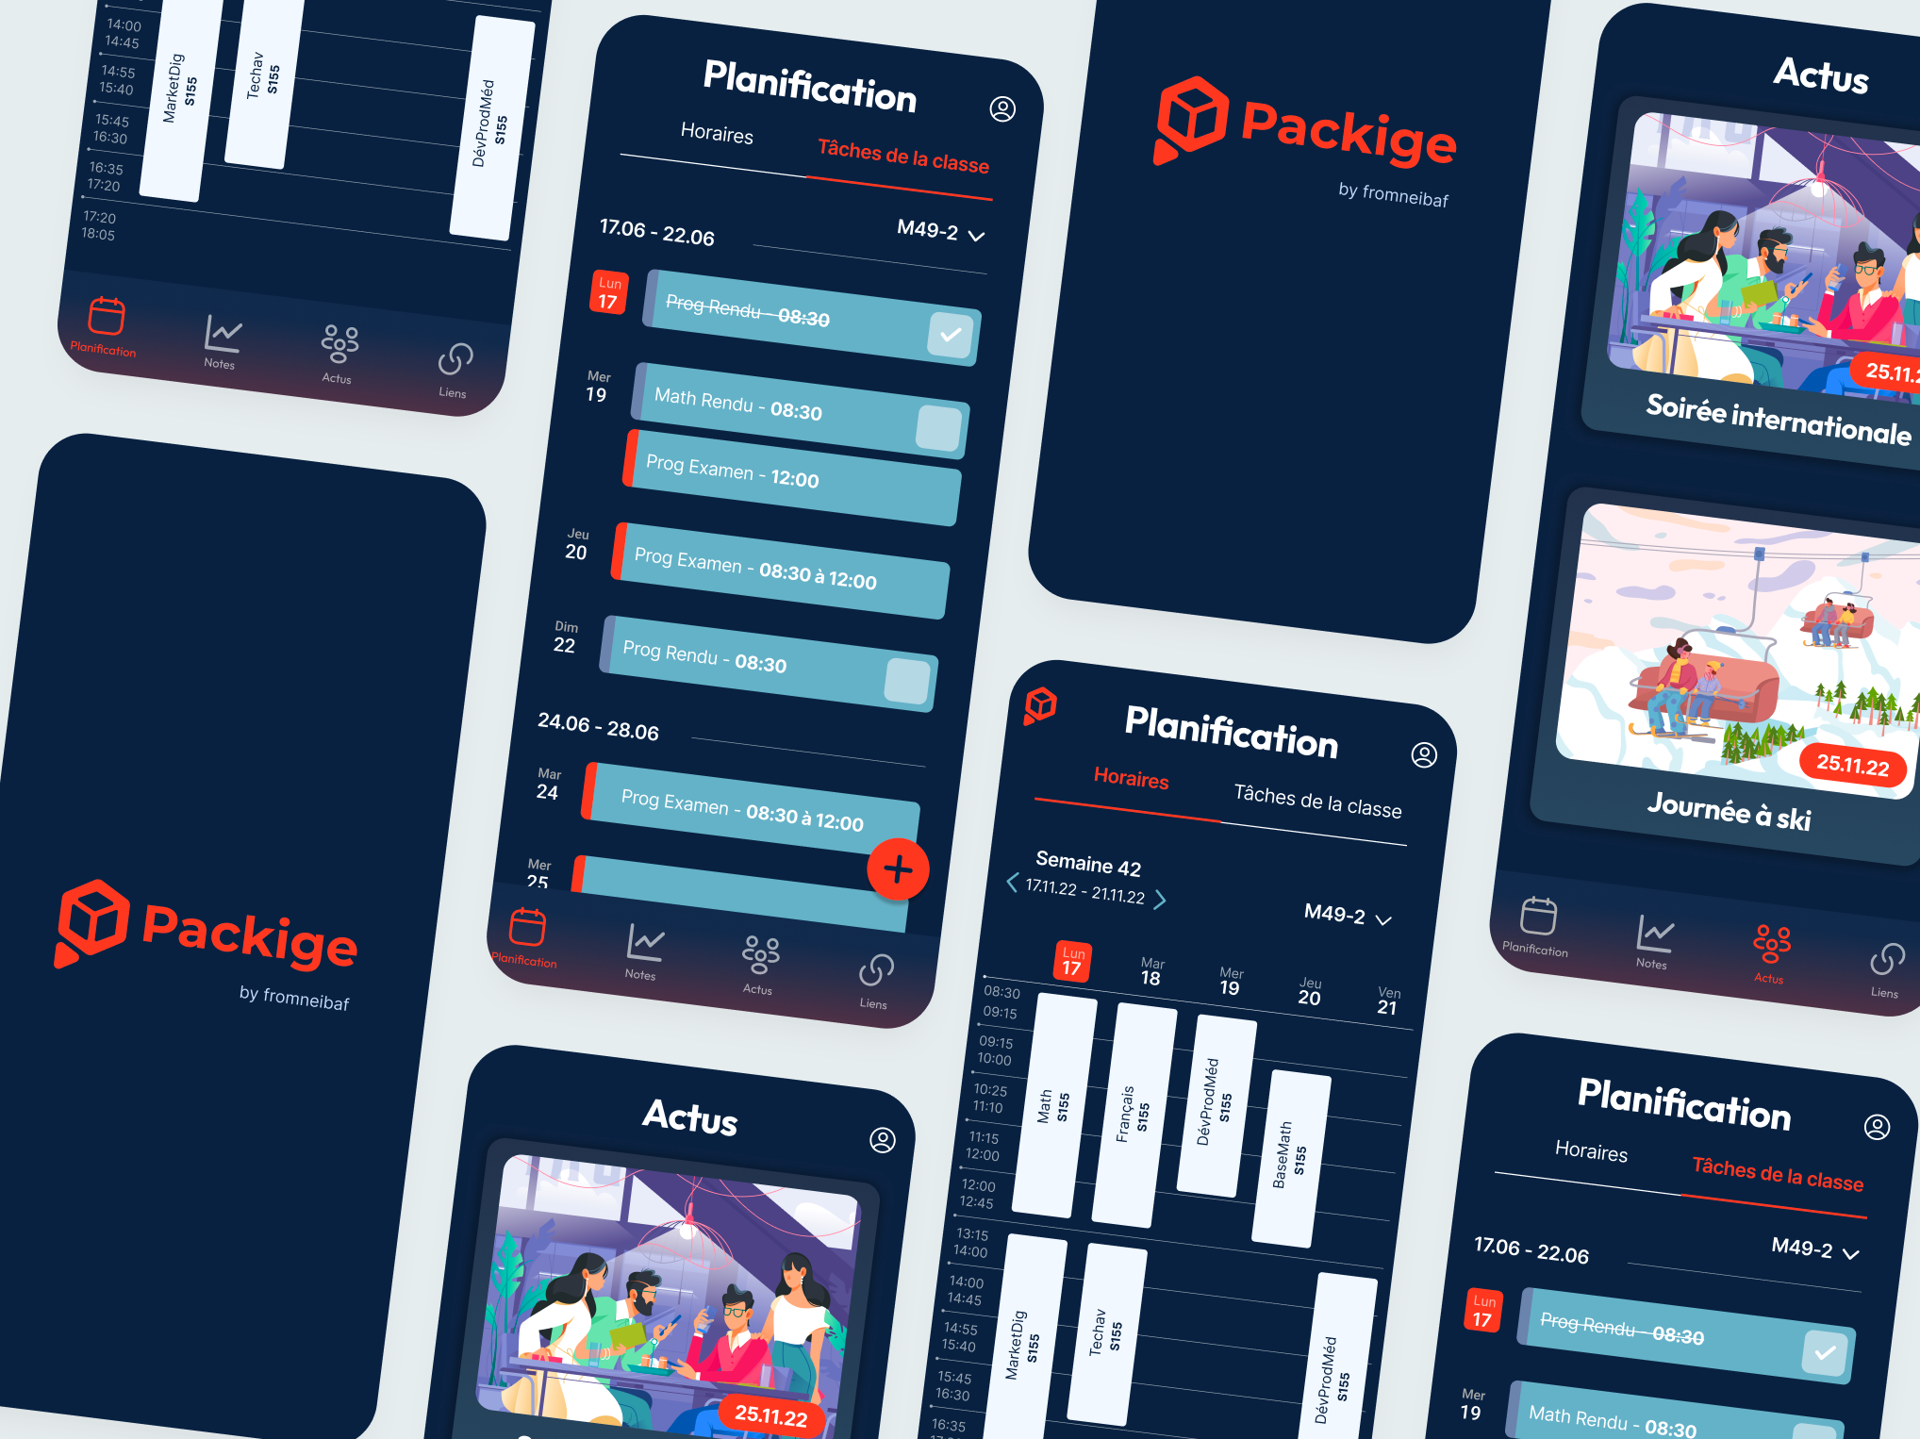 14:00
14:45
14:55
15:40
15:45
16:30
16:35
17:20
17:20
18:05
MarketDig
S155
Techav
S155
DévProdMéd
S155
Planification
Notes
Actus
Liens
Packige
by fromneibaf
Planification
Horaires
Tâches de la classe
17.06 - 22.06
M49-2
Lun
17
Prog Rendu - 08:30
Mer
19
Math Rendu - 08:30
Prog Examen - 12:00
Jeu
20
Prog Examen - 08:30 à 12:00
Dim
22
Prog Rendu - 08:30
24.06 - 28.06
Mar
24
Prog Examen - 08:30 à 12:00
Mer
25
Planification
Notes
Actus
Liens
Actus
25.11.22
Packige
by fromneibaf
Planification
Horaires
Tâches de la classe
Semaine 42
17.11.22 - 21.11.22
M49-2
Lun
17
Mar
18
Mer
19
Jeu
20
Ven
21
08:30
09:15
09:15
10:00
10:25
11:10
11:15
12:00
12:00
12:45
13:15
14:00
14:00
14:45
14:55
15:40
15:45
16:30
16:35
Math
S155
Français
S155
DévProdMéd
S155
BaseMath
S155
MarketDig
S155
Techav
S155
DévProdMéd
S155
Actus
25.11.2
Soirée internationale
25.11.22
Journée à ski
Planification
Notes
Actus
Liens
Planification
Horaires
Tâches de la classe
17.06 - 22.06
M49-2
Lun
17
Prog Rendu - 08:30
Mer
19
Math Rendu - 08:30